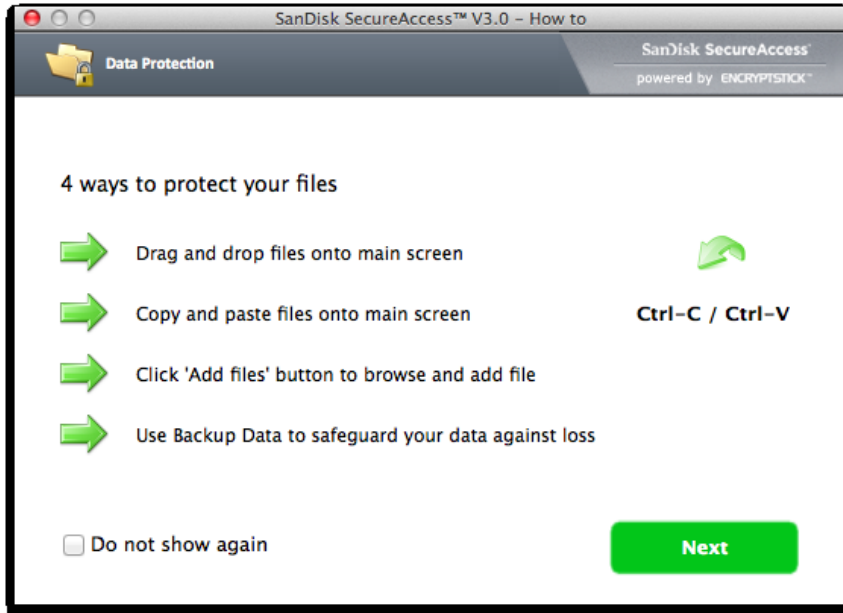 SanDisk SecureAccess™ V3.0 – How to
Data Protection
SanDisk SecureAccess™
powered by ENCRYPTSTICK™
4 ways to protect your files
Drag and drop files onto main screen
Copy and paste files onto main screen
Ctrl-C / Ctrl-V
Click 'Add files' button to browse and add file
Use Backup Data to safeguard your data against loss
Do not show again
Next